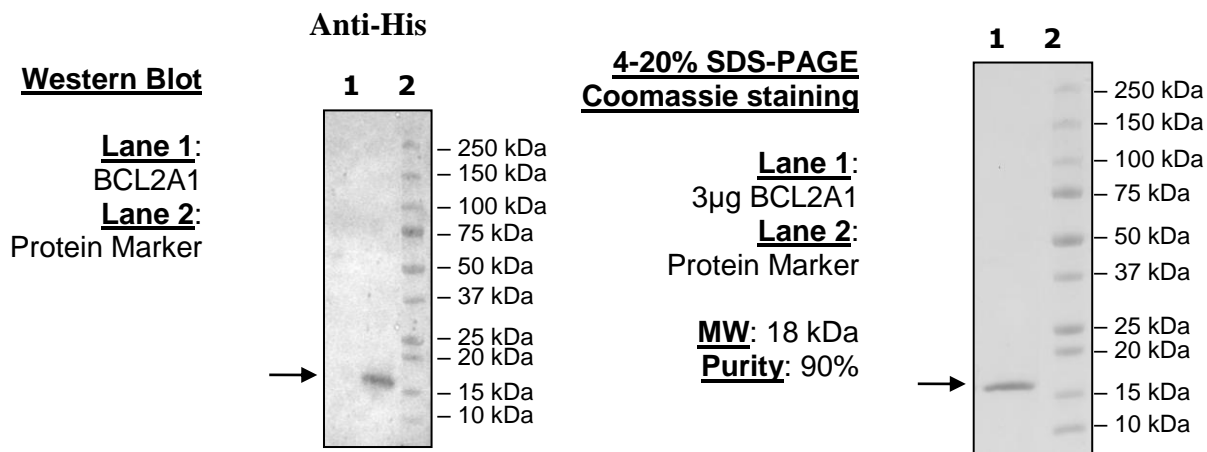 Anti-His
Western Blot
1 2
Lane 1:
BCL2A1
Lane 2:
Protein Marker
– 250 kDa
– 150 kDa
– 100 kDa
– 75 kDa
– 50 kDa
– 37 kDa
– 25 kDa
– 20 kDa
– 15 kDa
– 10 kDa
4-20% SDS-PAGE
Coomassie staining
1 2
Lane 1:
3µg BCL2A1
Lane 2:
Protein Marker
MW: 18 kDa
Purity: 90%
– 250 kDa
– 150 kDa
– 100 kDa
– 75 kDa
– 50 kDa
– 37 kDa
– 25 kDa
– 20 kDa
– 15 kDa
– 10 kDa